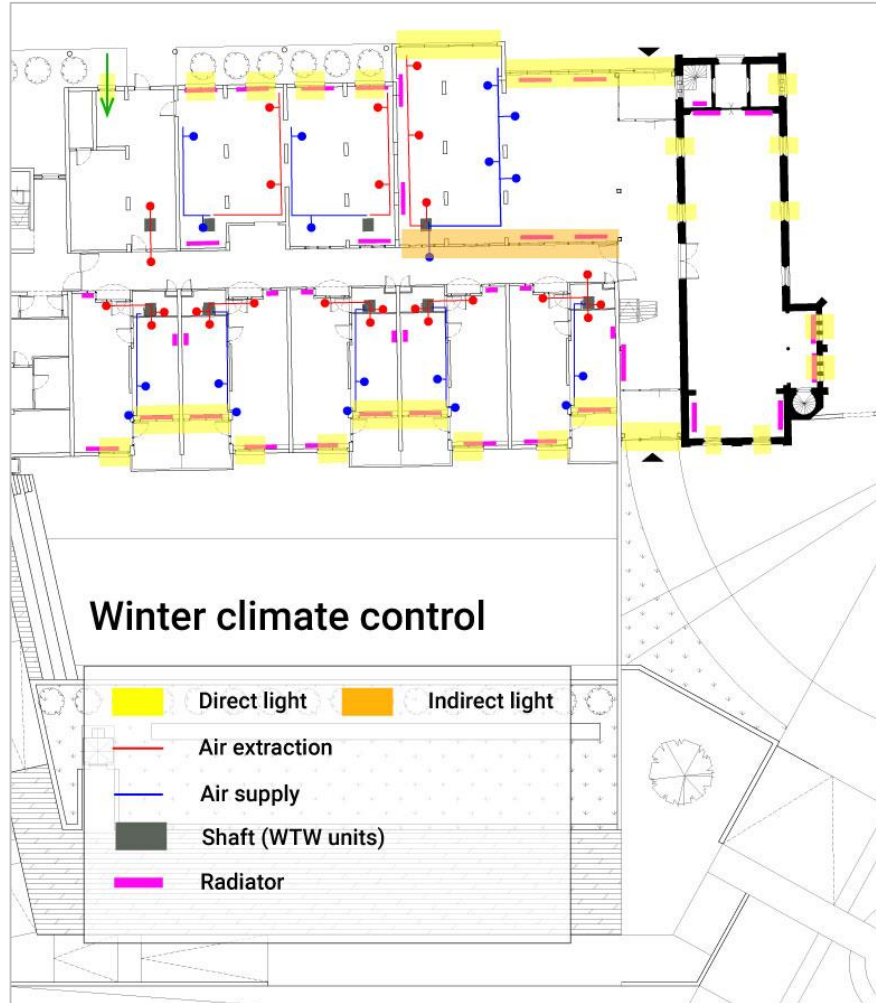 Winter climate control
Direct light
Indirect light
Air extraction
Air supply
Shaft (WTW units)
Radiator